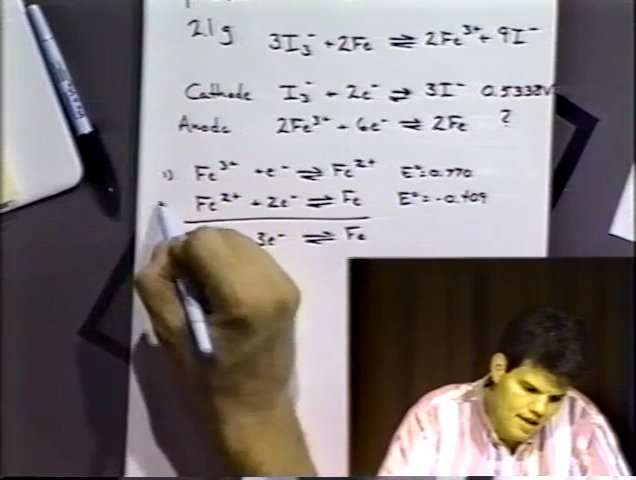 21g 3I₃⁻ + 2Fe ⇌ 2Fe³⁺ + 9I⁻
Cathode I₃⁻ + 2e⁻ ⇌ 3I⁻ 0.5338V
Anode 2Fe³⁺ + 6e⁻ ⇌ 2Fe ?
1) Fe³⁺ + e⁻ ⇌ Fe²⁺ E°=0.770
Fe²⁺ + 2e⁻ ⇌ Fe E°=-0.409
3e⁻ ⇌ Fe